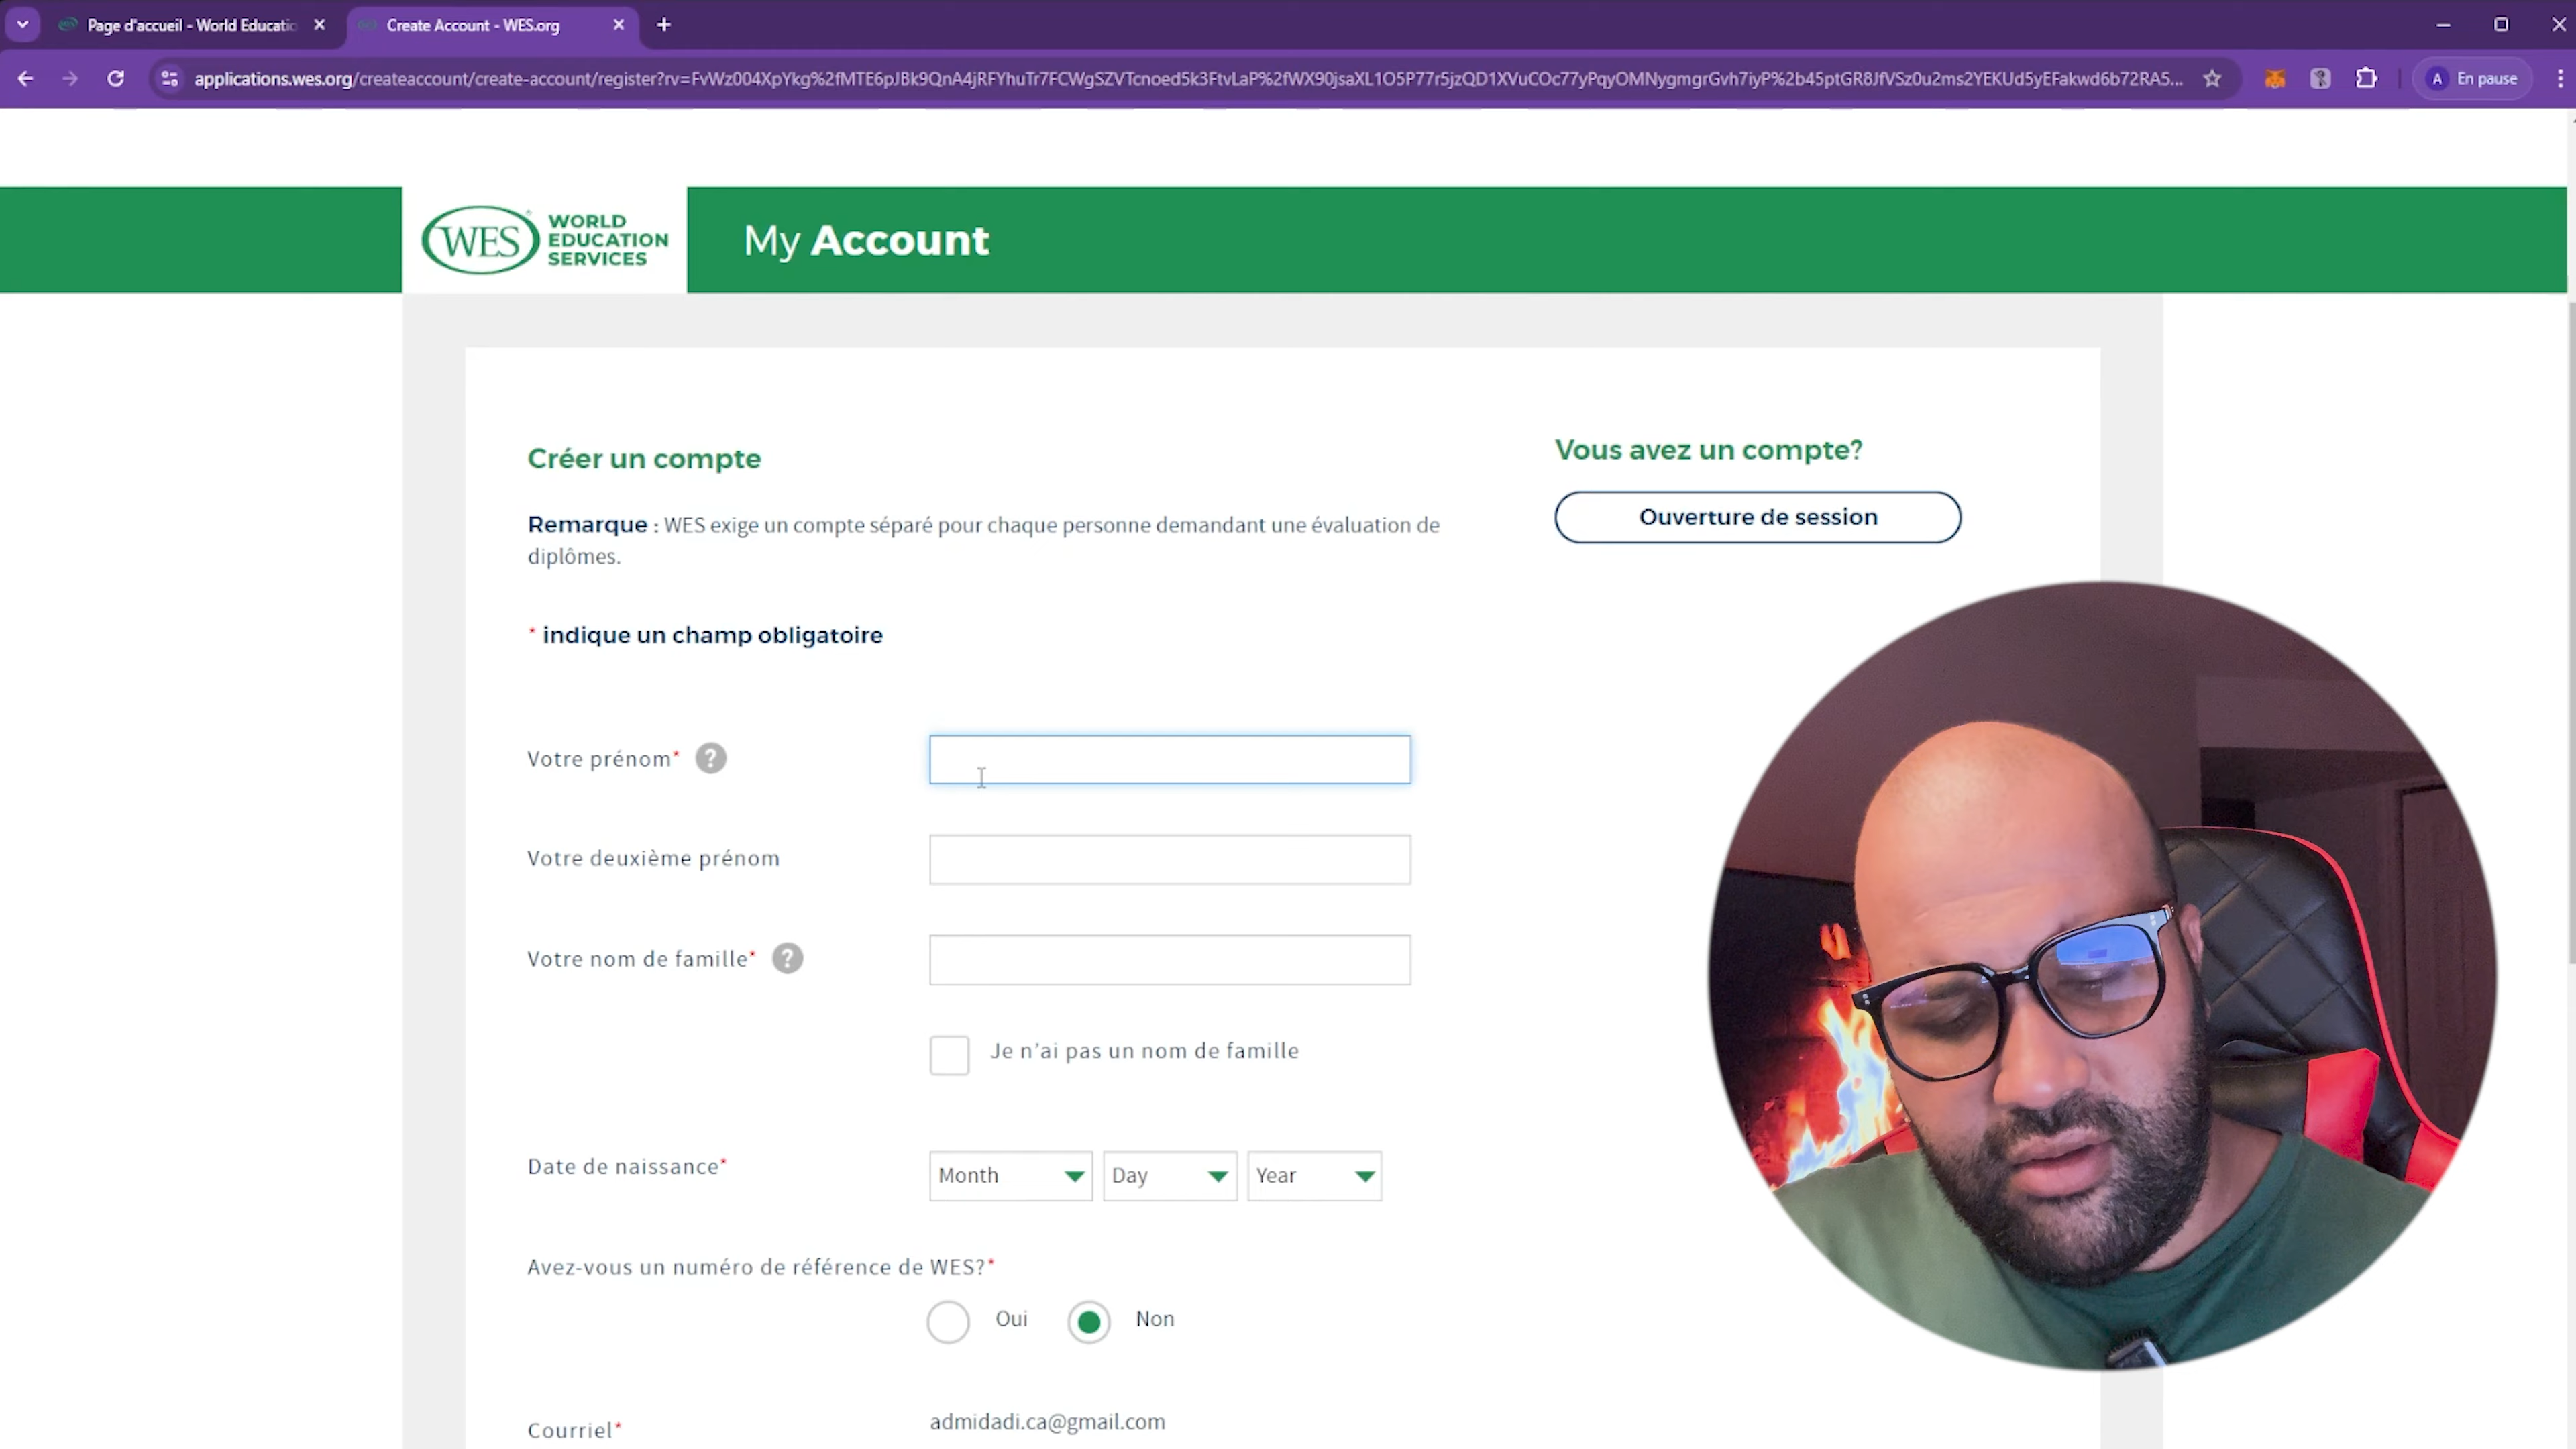 Page d'accueil - World Educatio
Create Account - WES.org
applications.wes.org/createaccount/create-account/register?rv=FvWz004XpYkg%2fMTE6pJBk9QnA4jRFYhuTr7FCWgSZVTcnoed5k3FtvLaP%2fWX90jsaXL1O5P77r5jzQD1XVuCOc77yPqyOMNygmgrGvh7iyP%2b45ptGR8JfVSz0u2ms2YEKUd5yEFakwd6b72RA5...
A En pause
WES WORLD
EDUCATION
SERVICES
My Account
Créer un compte
Vous avez un compte?
Ouverture de session
Remarque : WES exige un compte séparé pour chaque personne demandant une évaluation de
diplômes.
* indique un champ obligatoire
Votre prénom* ?
Votre deuxième prénom
Votre nom de famille* ?
Je n'ai pas un nom de famille
Date de naissance* Month Day Year
Avez-vous un numéro de référence de WES?*
Oui Non
Courriel* admidadi.ca@gmail.com